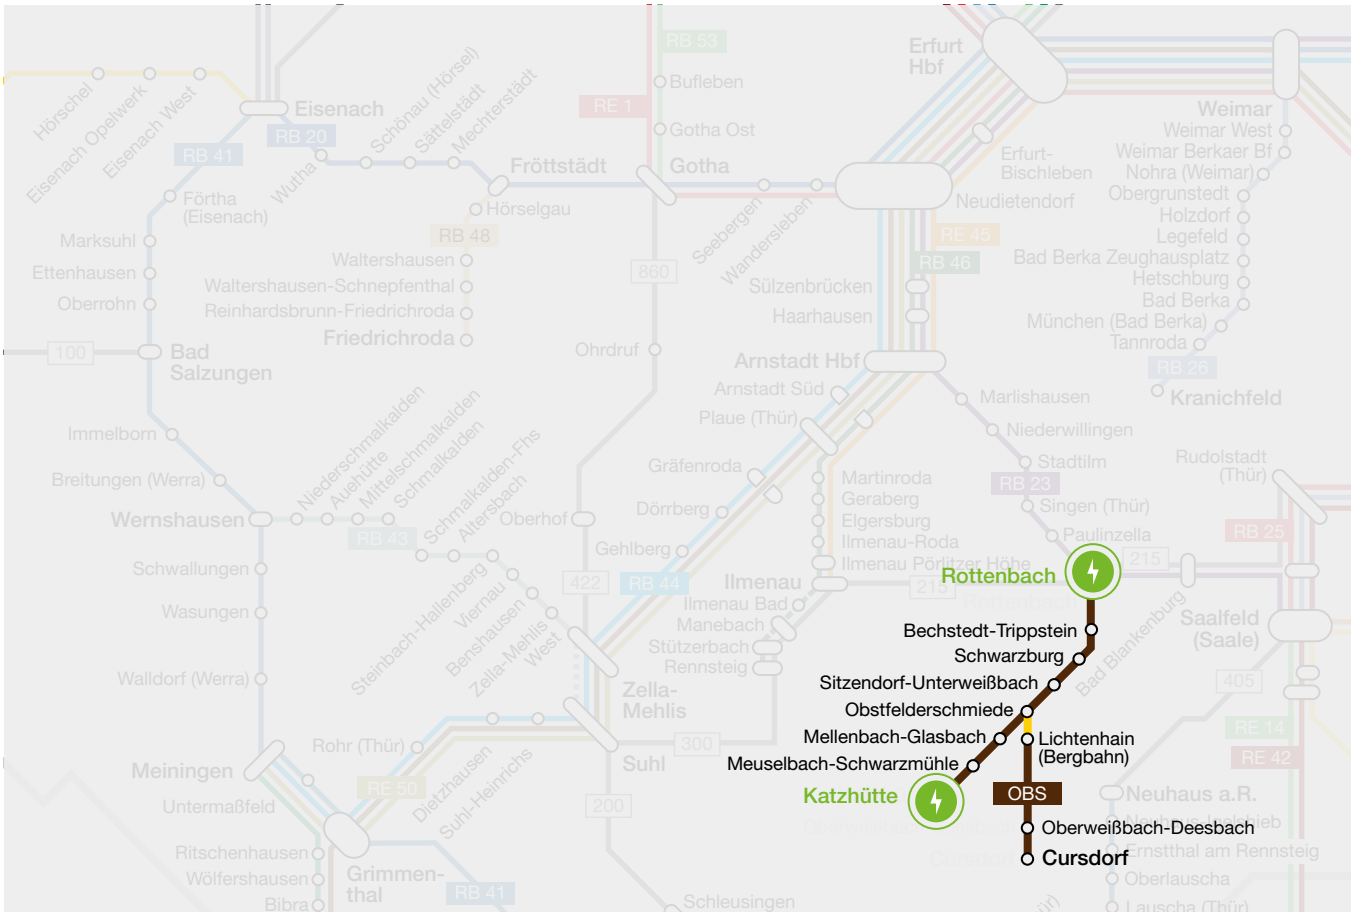 RB 53
Erfurt
Hbf
Bufleben
RE 1
Gotha Ost
Hörschel
Eisenach Opelwerk
Eisenach West
Eisenach
RB 20
RB 41
Wutha
Schönau (Hörsel)
Sättelstädt
Mechterstädt
Fröttstädt
Gotha
Weimar
Weimar West
Weimar Berkaer Bf
Nohra (Weimar)
Obergrunstedt
Holzdorf
Legefeld
Bad Berka Zeughausplatz
Hetschburg
Bad Berka
München (Bad Berka)
Tannroda
RB 26
Kranichfeld
Erfurt-
Bischleben
Neudietendorf
Seebergen
Wandersleben
Förtha
(Eisenach)
Hörselgau
RB 48
Marksuhl
Ettenhausen
Oberrohn
Waltershausen
Waltershausen-Schnepfenthal
Reinhardsbrunn-Friedrichroda
Friedrichroda
860
RE 45
RB 46
Sülzenbrücken
Haarhausen
100
Bad
Salzungen
Ohrdruf
Arnstadt Hbf
Arnstadt Süd
Plaue (Thür)
Marlishausen
Niederwillingen
Stadtilm
RB 23
Singen (Thür)
Paulinzella
Immelborn
Breitungen (Werra)
Wernshausen
Niederschmalkalden
Auehütte
Mittelschmalkalden
Schmalkalden
RB 43
Schmalkalden-Fhs
Altersbach
Oberhof
Gräfenroda
Dörrberg
Gehlberg
RB 44
Martinroda
Geraberg
Elgersburg
Ilmenau-Roda
Ilmenau Pörlitzer Höhe
Rudolstadt
(Thür)
RB 25
Schwallungen
Wasungen
Walldorf (Werra)
Steinbach-Hallenberg
Viernau
Benshausen
Zella-Mehlis
West
422
Ilmenau
Ilmenau Bad
Manebach
Stützerbach
Rennsteig
215
Rottenbach
Rottenbach
215
Bad Blankenburg
Saalfeld
(Saale)
405
Bechstedt-Trippstein
Schwarzburg
Sitzendorf-Unterweißbach
Obstfelderschmiede
Mellenbach-Glasbach
Meuselbach-Schwarzmühle
Katzhütte
Lichtenhain
(Bergbahn)
OBS
Oberweißbach-Deesbach
Cursdorf
Cursdorf
Zella-
Mehlis
300
Suhl
200
RE 14
RE 42
Meiningen
Untermaßfeld
Rohr (Thür)
RE 50
Dietzhausen
Suhl-Heinrichs
Ritschenhausen
Wölfershausen
Bibra
Grimmen-
thal
RB 41
Schleusingen
Neuhaus a.R.
Neuhaus-Igelshieb
Ernstthal am Rennsteig
Oberlauscha
Lauscha (Thür)